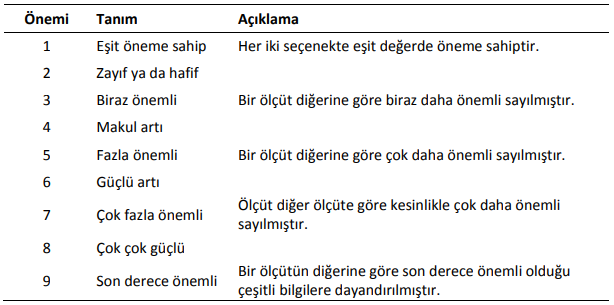 Önemi Tanım Açıklama
1 Eşit öneme sahip Her iki seçenekte eşit değerde öneme sahiptir.
2 Zayıf ya da hafif
3 Biraz önemli Bir ölçüt diğerine göre biraz daha önemli sayılmıştır.
4 Makul artı
5 Fazla önemli Bir ölçüt diğerine göre çok daha önemli sayılmıştır.
6 Güçlü artı
7 Çok fazla önemli Ölçüt diğer ölçüte göre kesinlikle çok daha önemli
sayılmıştır.
8 Çok çok güçlü
9 Son derece önemli Bir ölçütün diğerine göre son derece önemli olduğu
çeşitli bilgilere dayandırılmıştır.